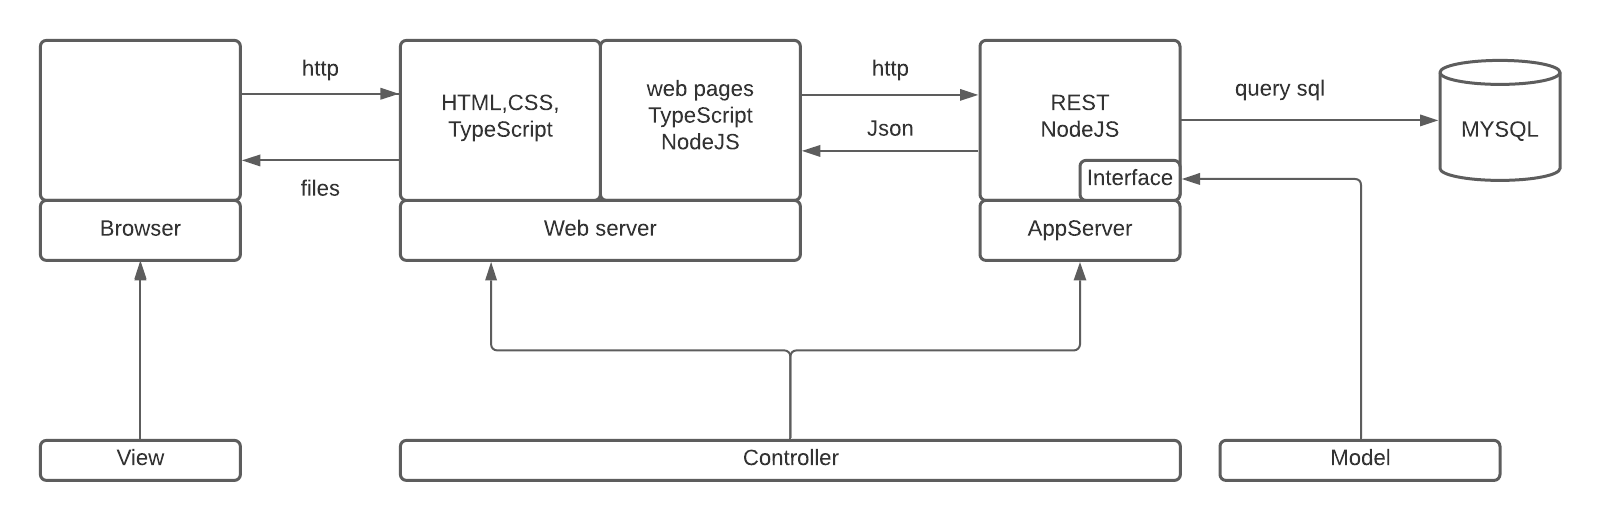 http
files
Browser
HTML,CSS,
TypeScript
web pages
TypeScript
NodeJS
Web server
http
Json
REST
NodeJS
Interface
AppServer
query sql
MYSQL
View
Controller
Model